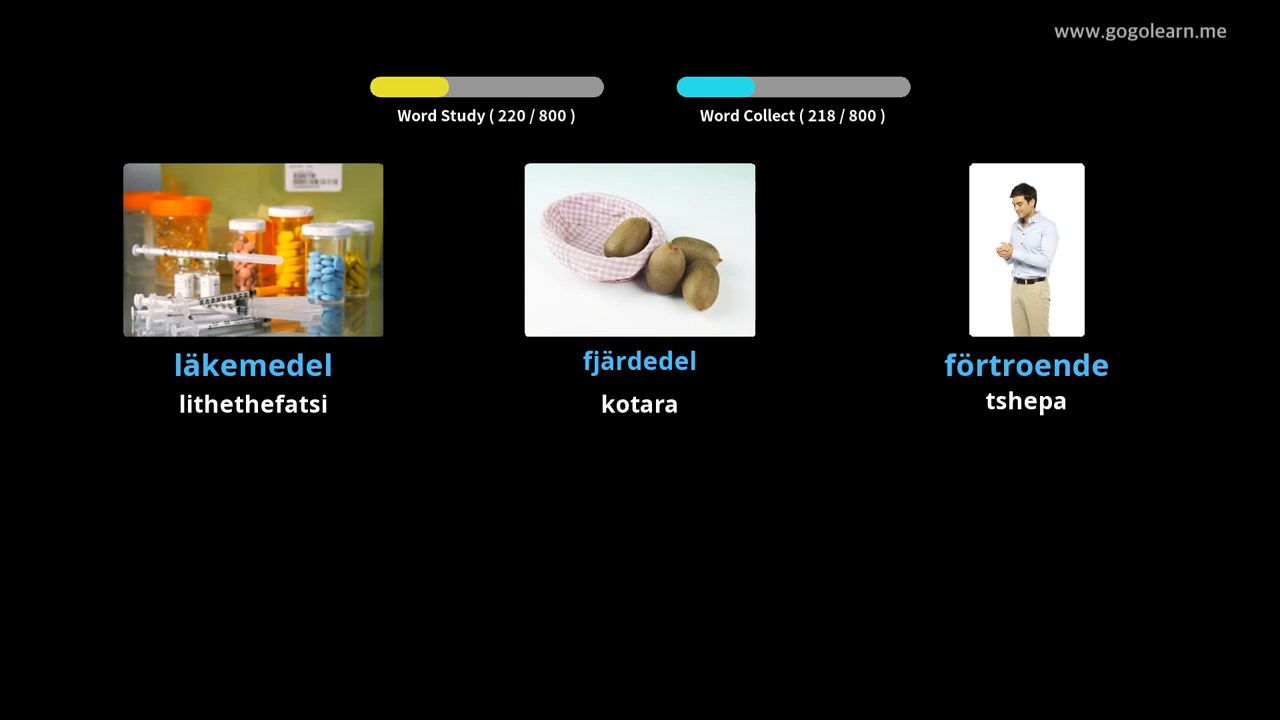 www.gogolearn.me
Word Study ( 220 / 800 )
Word Collect ( 218 / 800 )
läkemedel
fjärdedel
förtroende
lithethefatsi
kotara
tshepa